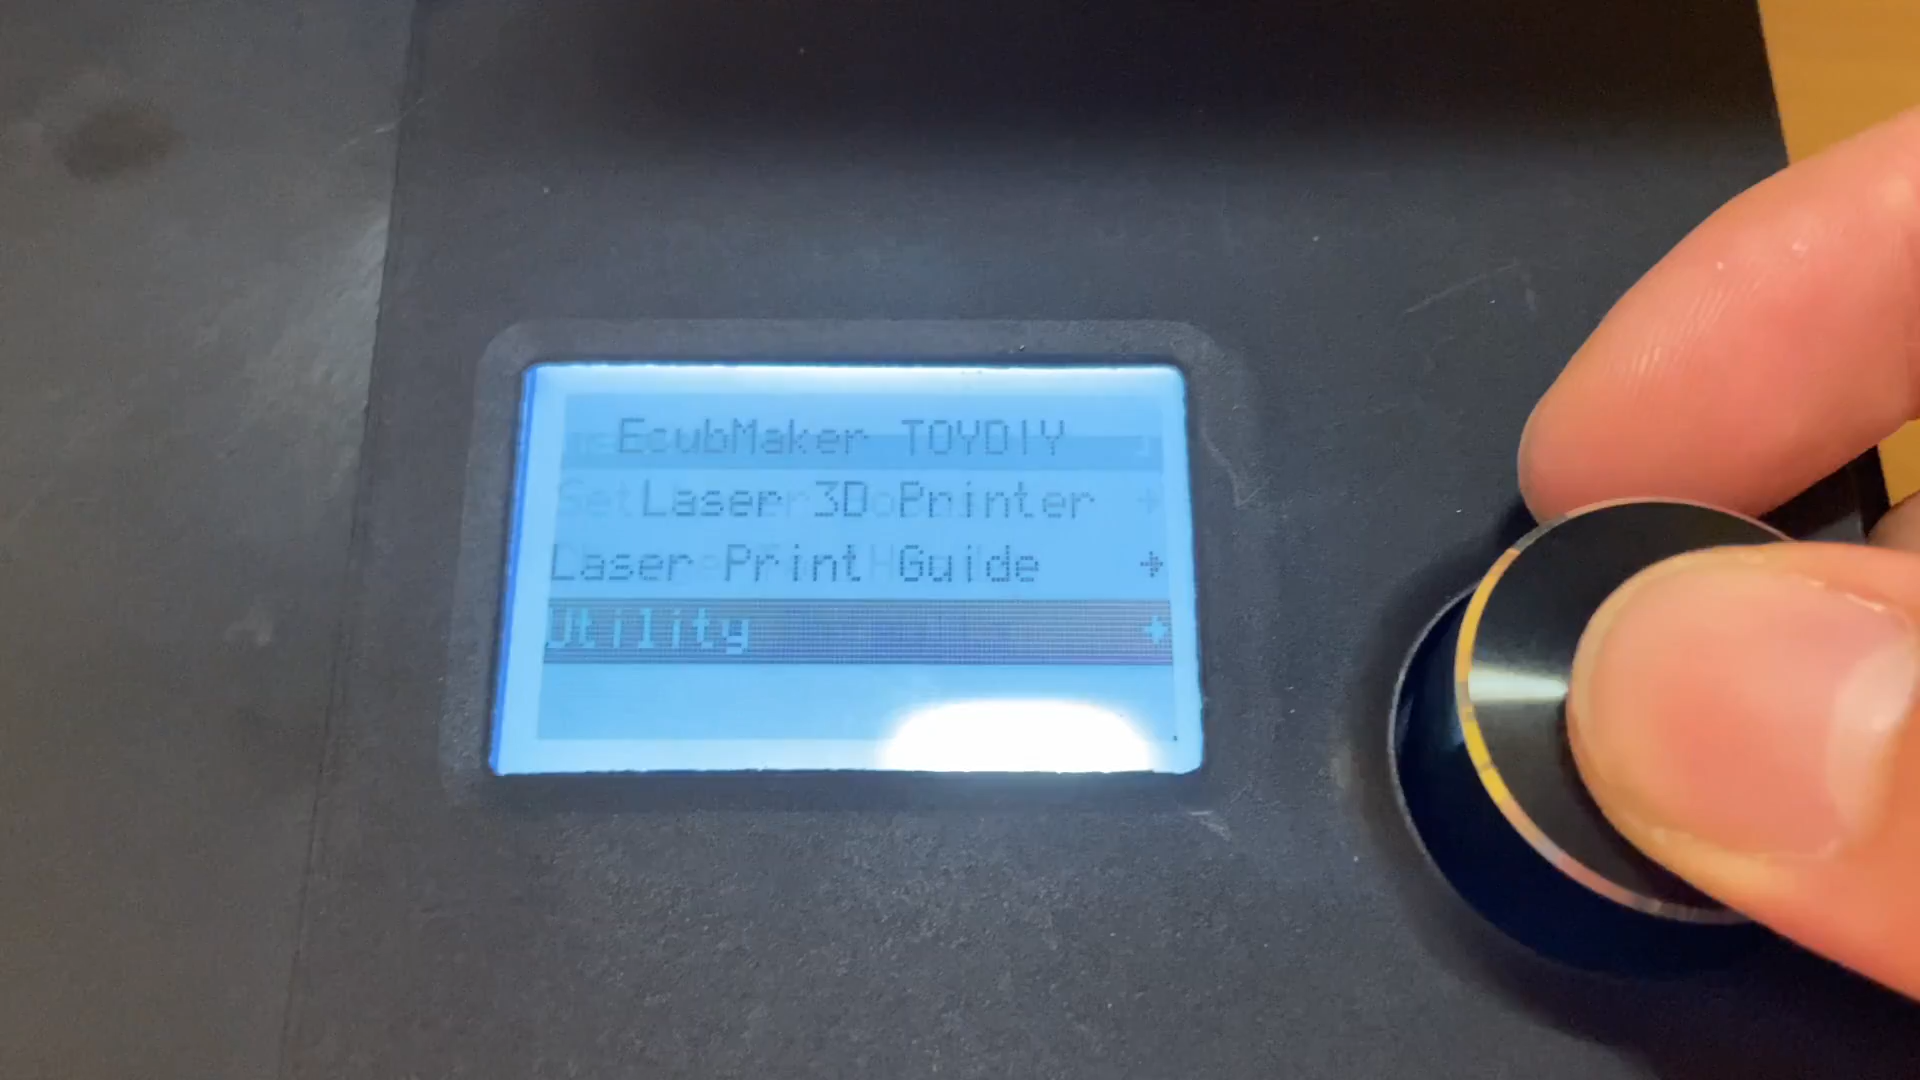 EcubMaker TOYDIY
Laser 3D Printer
Laser Print Guide
Utility